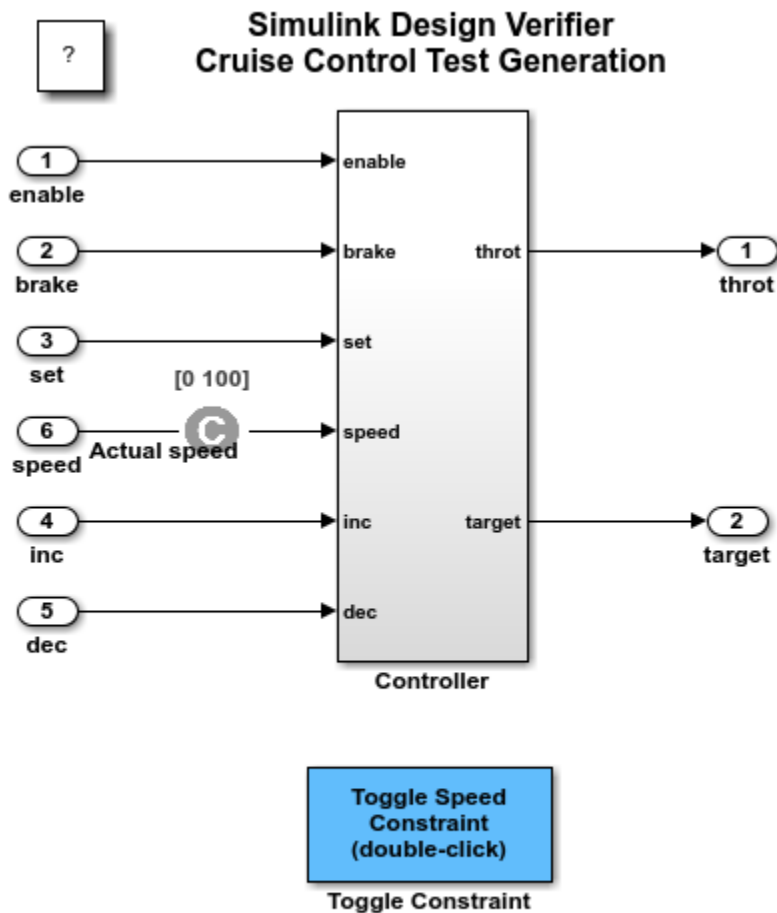 Simulink Design Verifier
Cruise Control Test Generation
?
1
enable
enable
2
brake
brake
throt
1
throt
3
set
set
[0 100]
6
speed
C
Actual speed
speed
4
inc
inc
target
2
target
5
dec
dec
Controller
Toggle Speed
Constraint
(double-click)
Toggle Constraint